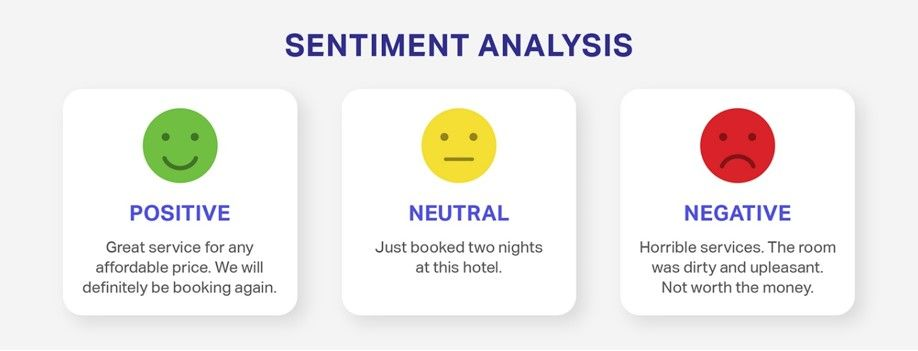 SENTIMENT ANALYSIS
POSITIVE
Great service for any
affordable price. We will
definitely be booking again.
NEUTRAL
Just booked two nights
at this hotel.
NEGATIVE
Horrible services. The room
was dirty and upleasant.
Not worth the money.